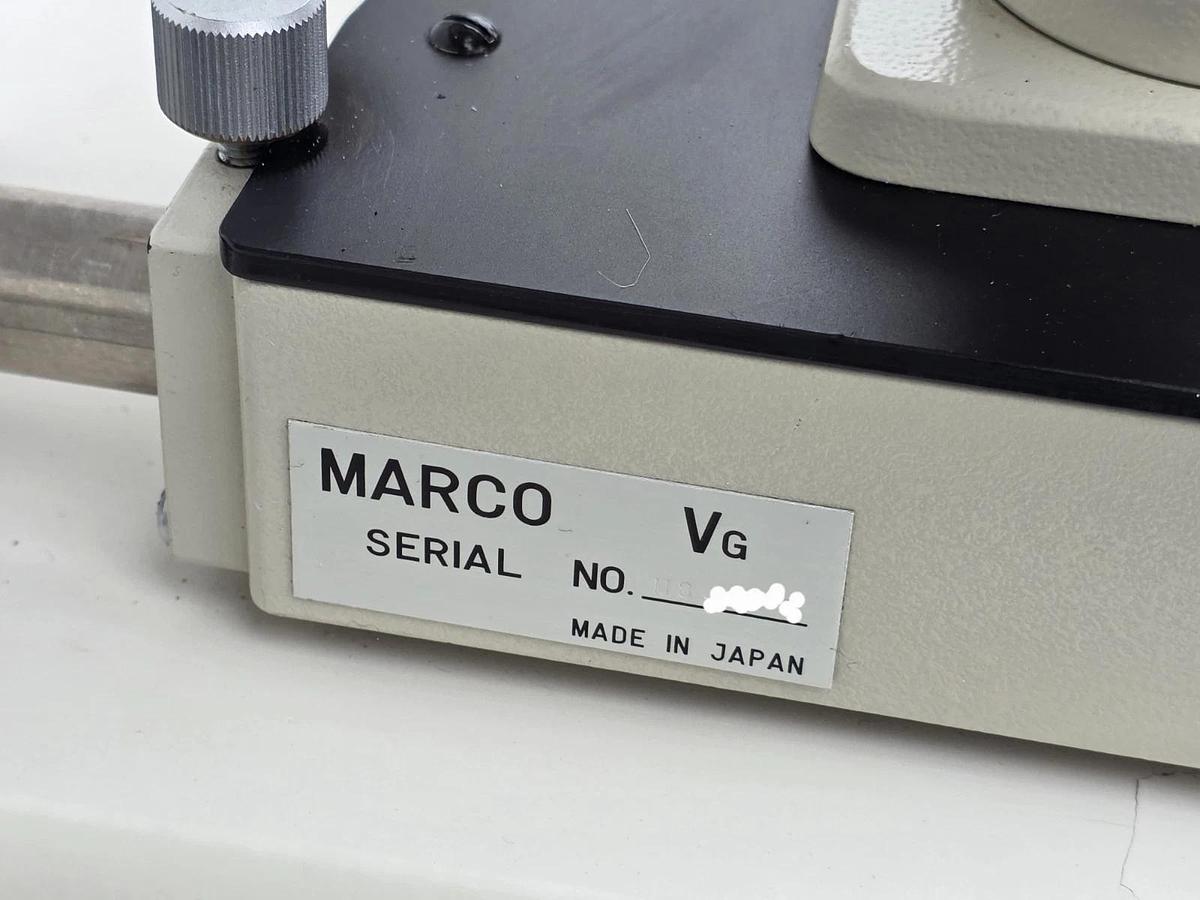 MARCO VG
SERIAL NO.
MADE IN JAPAN